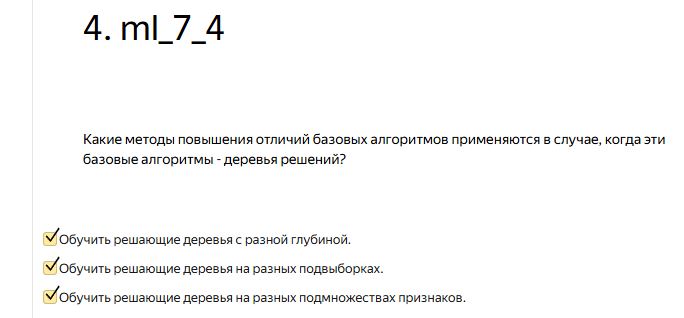 4. ml_7_4
Какие методы повышения отличий базовых алгоритмов применяются в случае, когда эти
базовые алгоритмы - деревья решений?
Обучить решающие деревья с разной глубиной.
Обучить решающие деревья на разных подвыборках.
Обучить решающие деревья на разных подмножествах признаков.